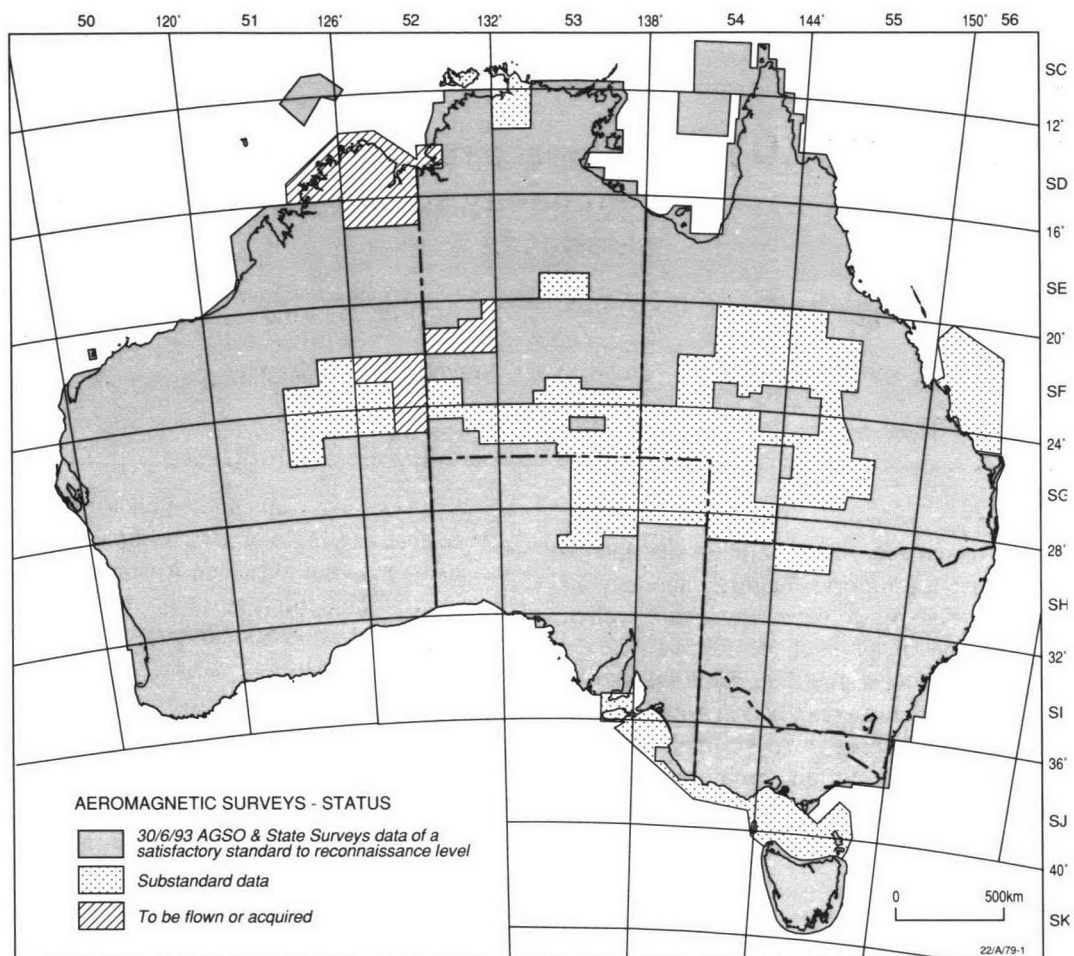 50 120° 51 126° 52 132° 53 138° 54 144° 55 150° 56
SC
12°
SD
16°
SE
20°
SF
24°
SG
28°
SH
32°
SI
36°
SJ
40°
SK
AEROMAGNETIC SURVEYS - STATUS
30/6/93 AGSO & State Surveys data of a
satisfactory standard to reconnaissance level
Substandard data
To be flown or acquired
0 500km
22/A/79-1